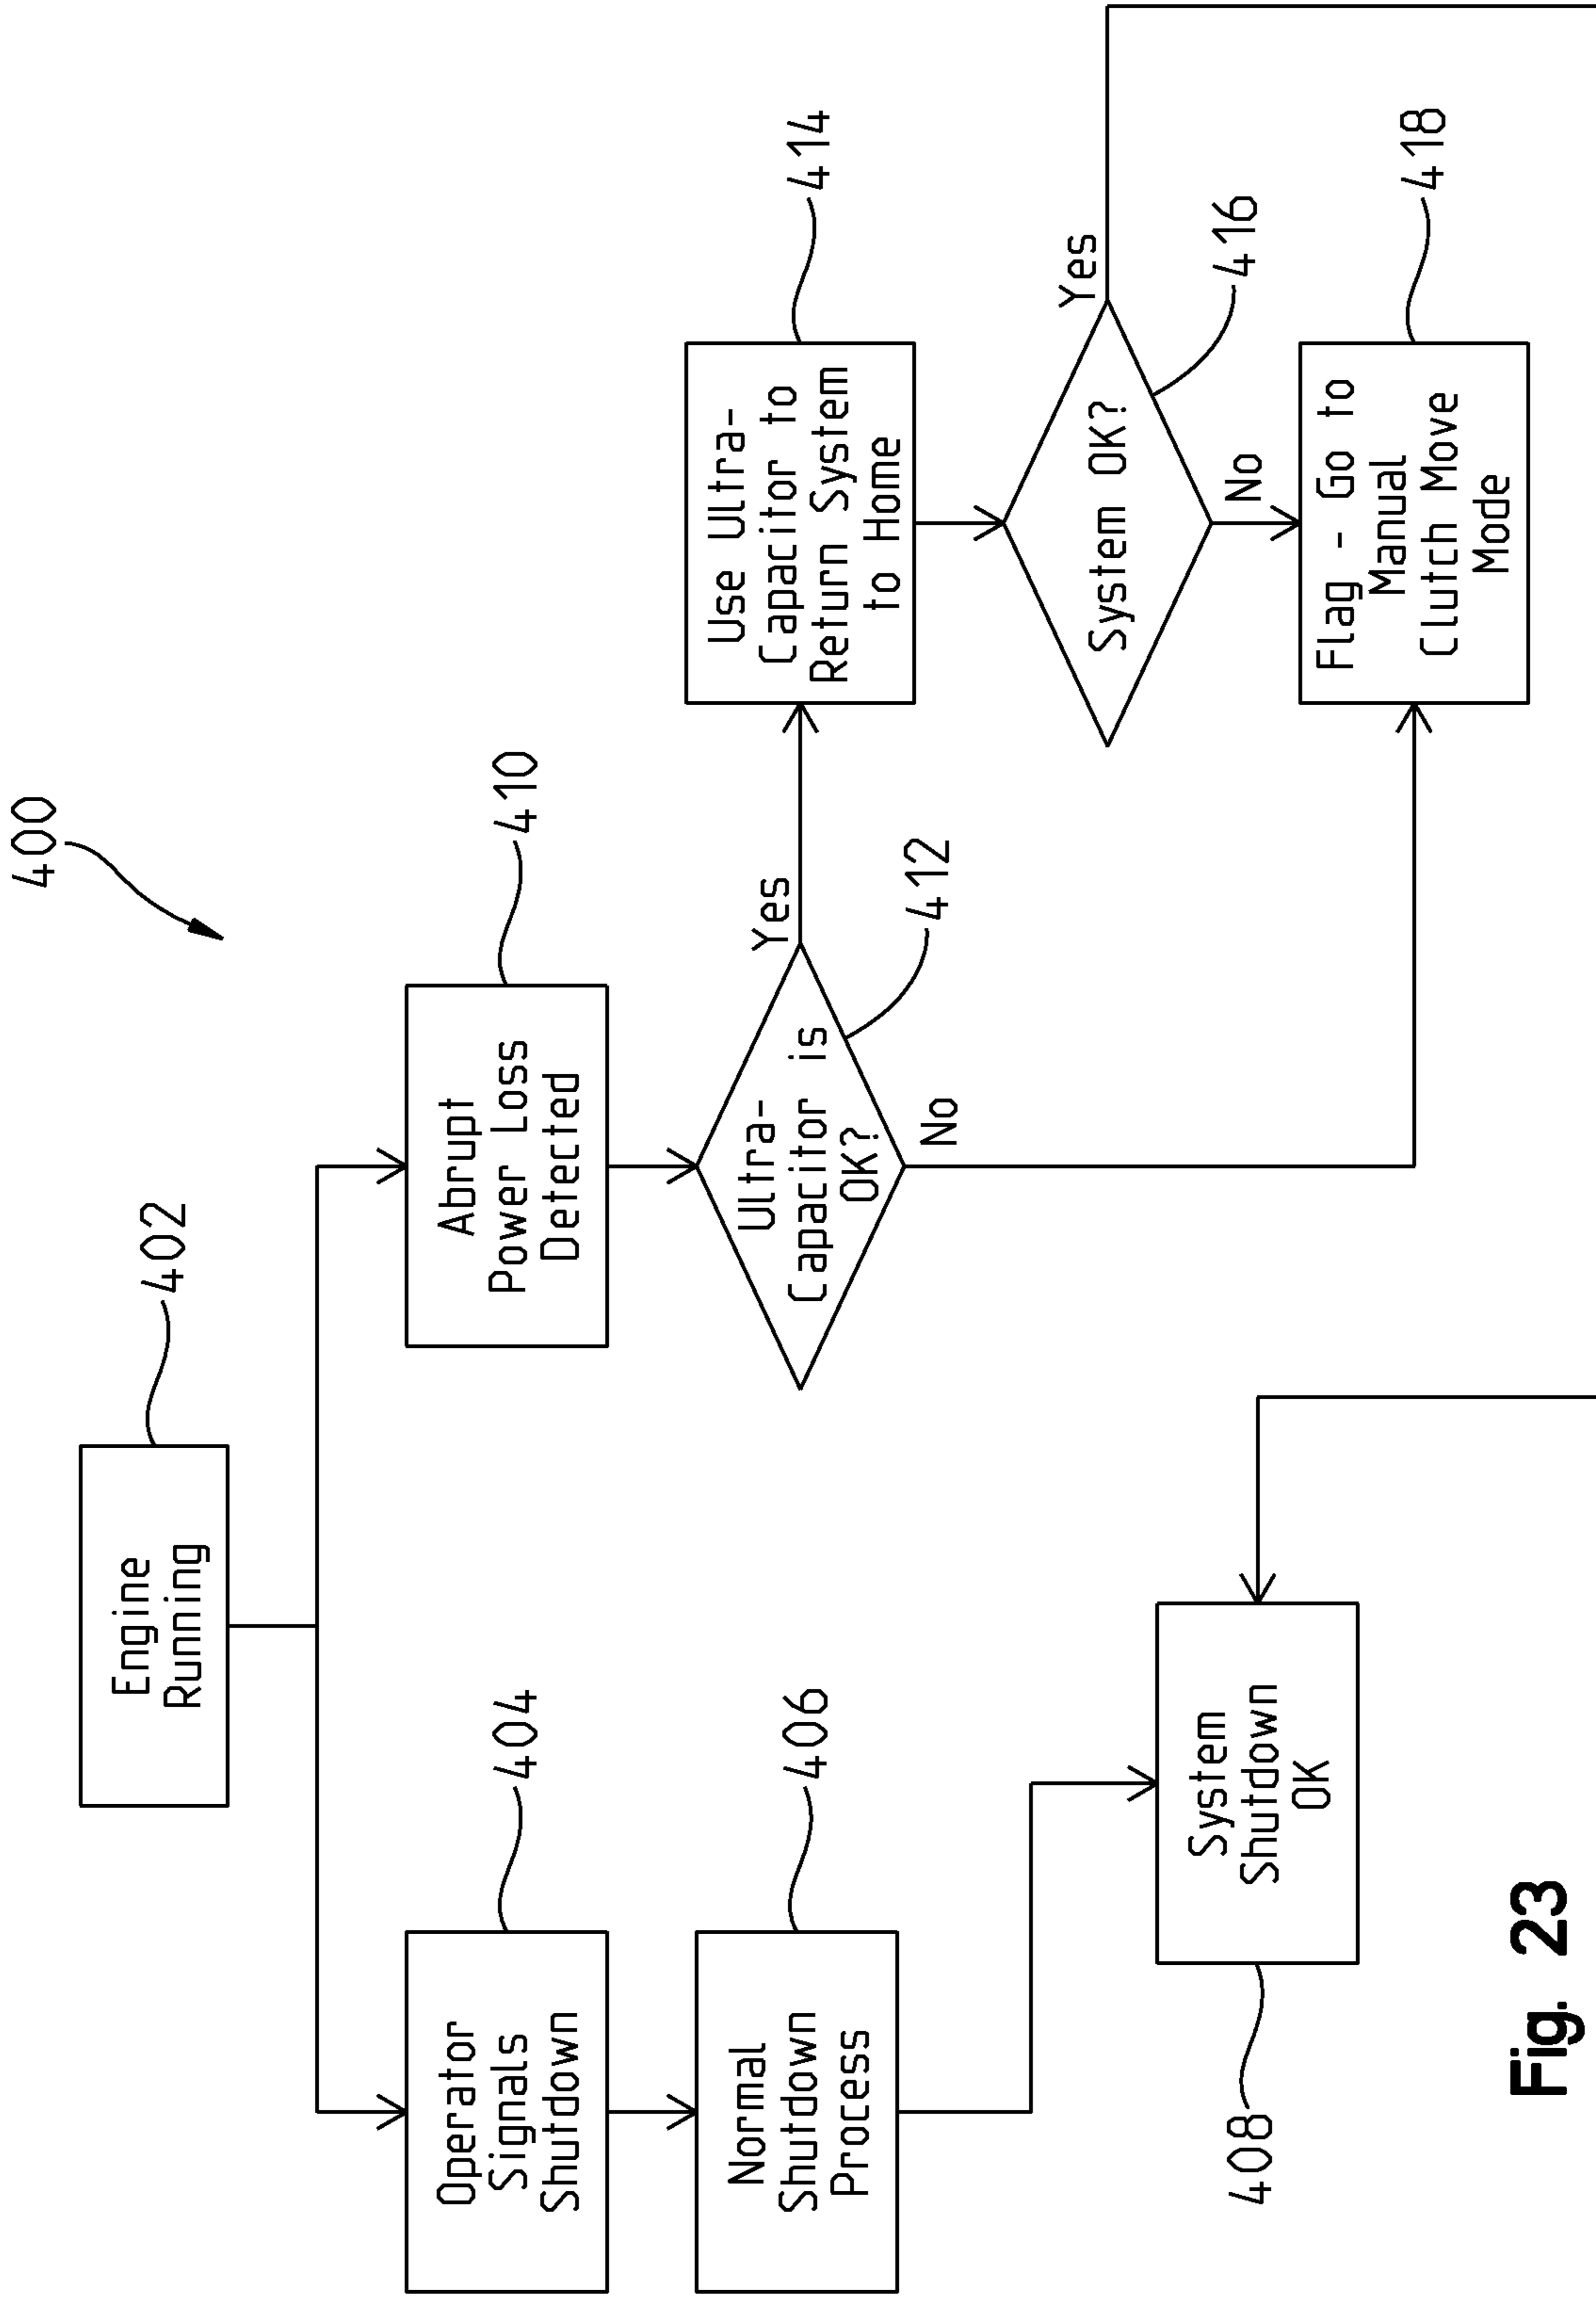 400
402
Engine
Running
404
Operator
Signals
Shutdown
410
Abrupt
Power Loss
Detected
406
Normal
Shutdown
Process
412
Ultra-
Capacitor is
OK?
Yes
No
414
Use Ultra-
Capacitor to
Return System
to Home
416
System OK?
Yes
No
408
System
Shutdown
OK
418
Flag - Go to
Manual
Clutch Move
Mode
Fig. 23